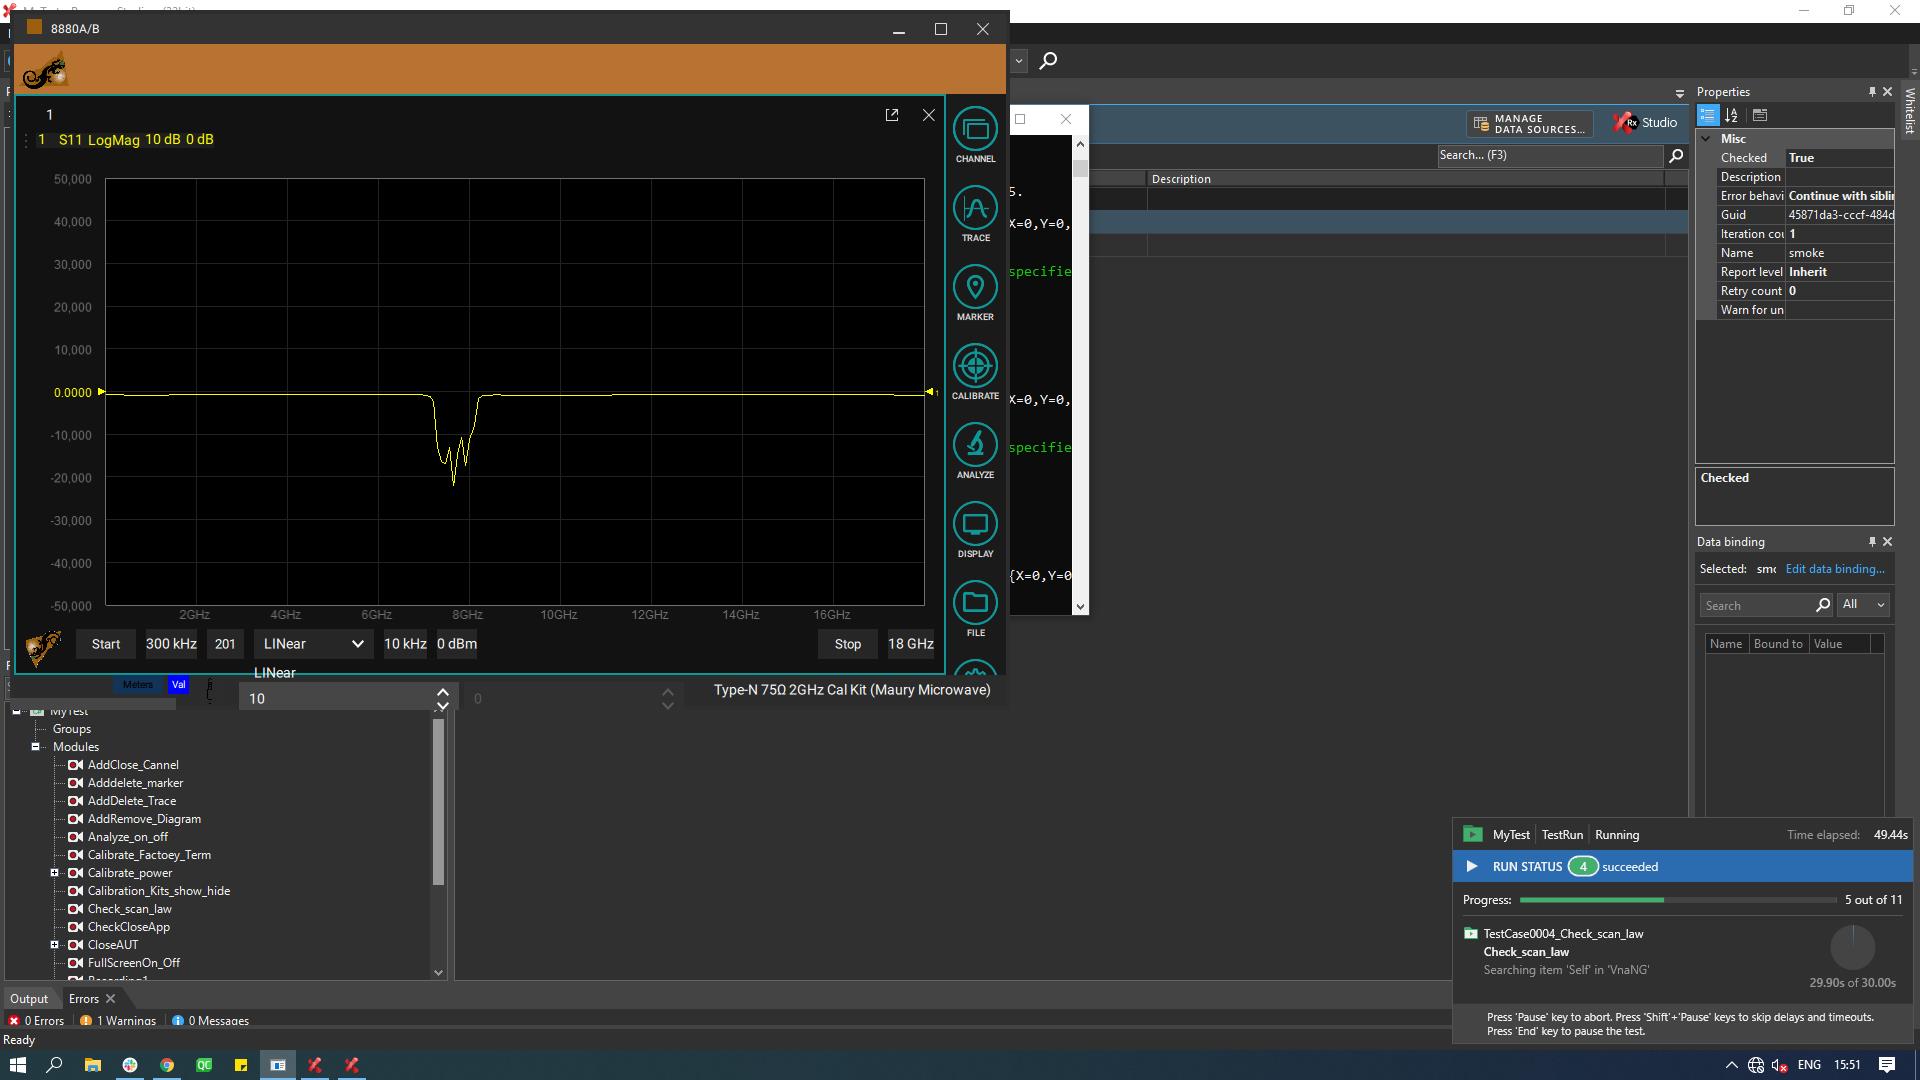 8880A/B
1
1 S11 LogMag 10 dB 0 dB
50,000
40,000
30,000
20,000
10,000
0.0000
-10,000
-20,000
-30,000
-40,000
-50,000
2GHz 4GHz 6GHz 8GHz 10GHz 12GHz 14GHz 16GHz
Start 300 kHz 201 LINear 10 kHz 0 dBm Stop 18 GHz
LINear
10
0
Type-N 75Ω 2GHz Cal Kit (Maury Microwave)
CHANNEL
TRACE
MARKER
CALIBRATE
ANALYZE
DISPLAY
FILE
Meters Val
5.
X=0,Y=0,
specifie
X=0,Y=0,
specifie
{X=0,Y=0
MANAGE
DATA SOURCES...
Rx Studio
Search... (F3)
Description
Properties
Whitelist
Misc
Checked True
Description
Error behavi Continue with siblin
Guid 45871da3-cccf-484d
Iteration cou 1
Name smoke
Report level Inherit
Retry count 0
Warn for un
Checked
Data binding
Selected: smo Edit data binding...
Search All
Name Bound to Value
MyTest
Groups
Modules
AddClose_Cannel
Adddelete_marker
AddDelete_Trace
AddRemove_Diagram
Analyze_on_off
Calibrate_Factoey_Term
Calibrate_power
Calibration_Kits_show_hide
Check_scan_law
CheckCloseApp
CloseAUT
FullScreenOn_Off
Output Errors
0 Errors 1 Warnings 0 Messages
Ready
MyTest TestRun Running Time elapsed: 49.44s
RUN STATUS 4 succeeded
Progress: 5 out of 11
TestCase0004_Check_scan_law
Check_scan_law
Searching item 'Self' in 'VnaNG'
29.90s of 30.00s
Press 'Pause' key to abort. Press 'Shift'+'Pause' keys to skip delays and timeouts.
Press 'End' key to pause the test.
QC
ENG 15:51